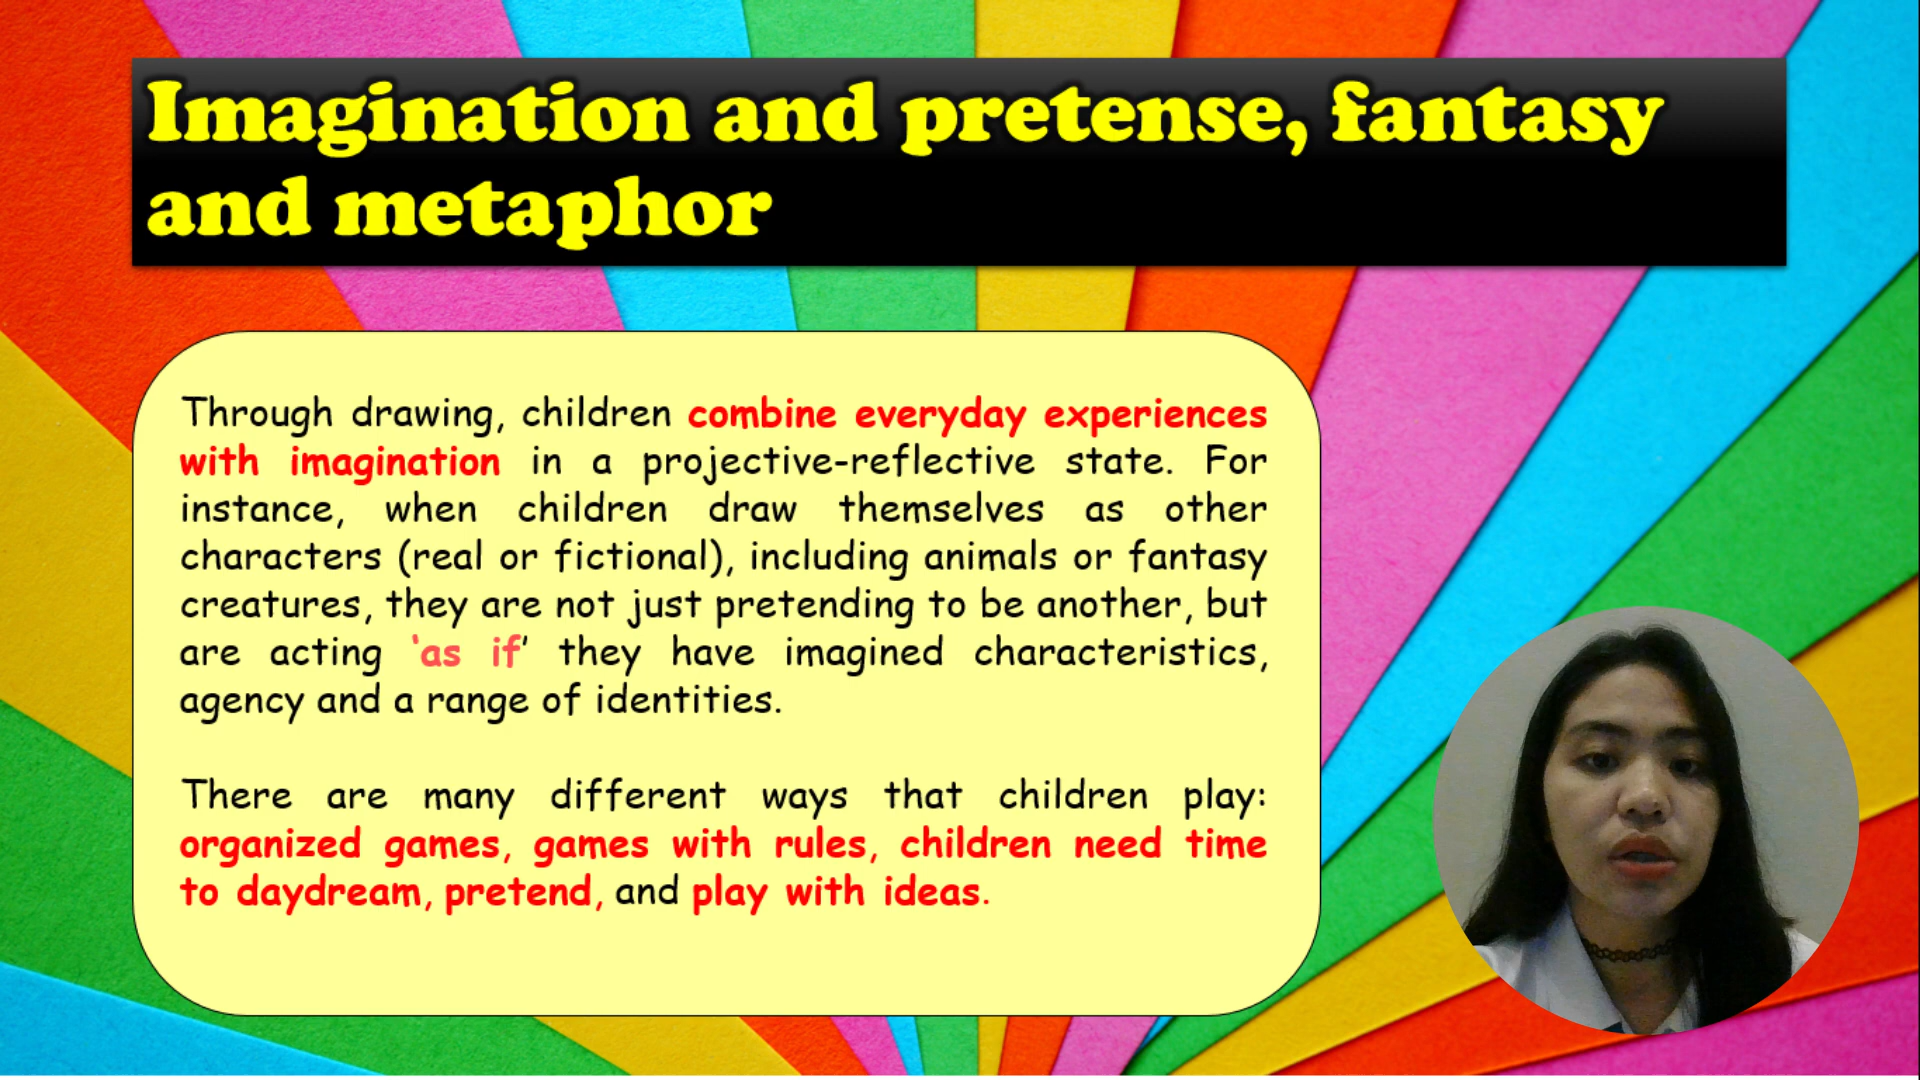 Imagination and pretense, fantasy
and metaphor
Through drawing, children combine everyday experiences
with imagination in a projective-reflective state. For
instance, when children draw themselves as other
characters (real or fictional), including animals or fantasy
creatures, they are not just pretending to be another, but
are acting ‘as if’ they have imagined characteristics,
agency and a range of identities.
There are many different ways that children play:
organized games, games with rules, children need time
to daydream, pretend, and play with ideas.